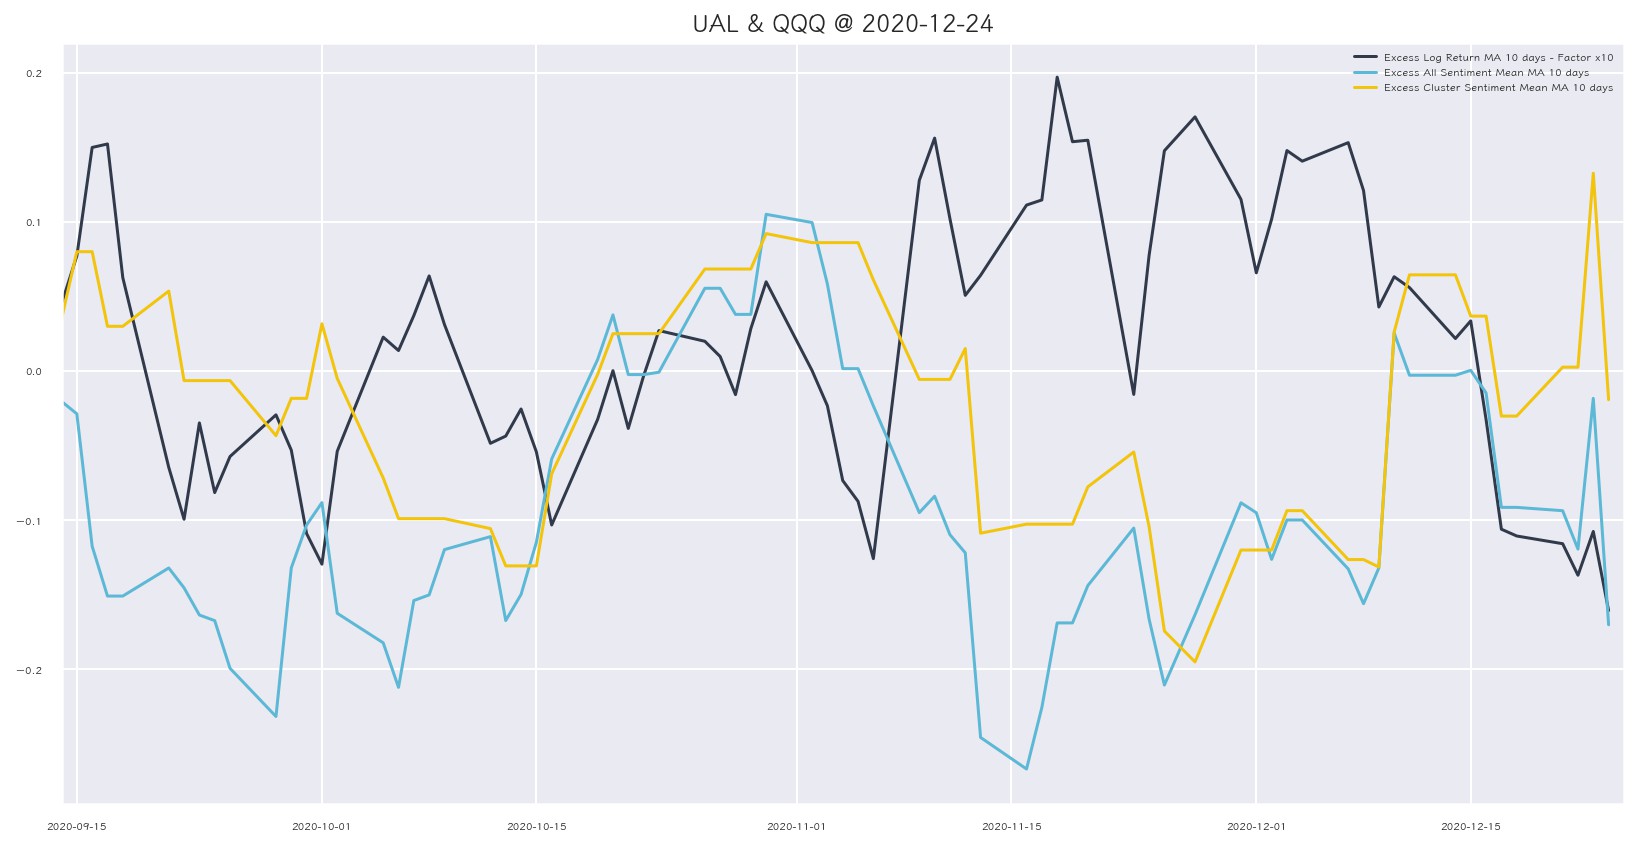 UAL & QQQ @ 2020-12-24
Excess Log Return MA 10 days - Factor x10
Excess All Sentiment Mean MA 10 days
Excess Cluster Sentiment Mean MA 10 days
0.2
0.1
0.0
−0.1
−0.2
2020-09-15 2020-10-01 2020-10-15 2020-11-01 2020-11-15 2020-12-01 2020-12-15